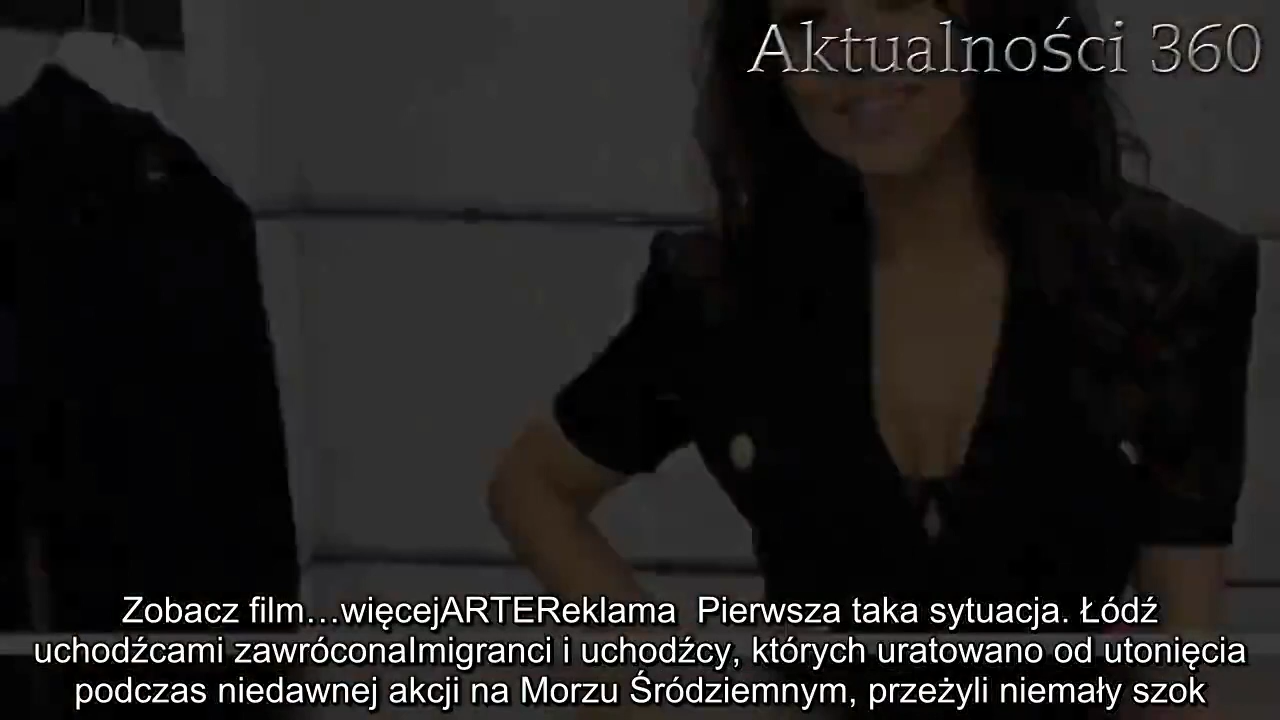 Aktualności 360
Zobacz film…więcejARTEReklama  Pierwsza taka sytuacja. Łódź
uchodźcami zawróconaImigranci i uchodźcy, których uratowano od utonięcia
podczas niedawnej akcji na Morzu Śródziemnym, przeżyli niemały szok